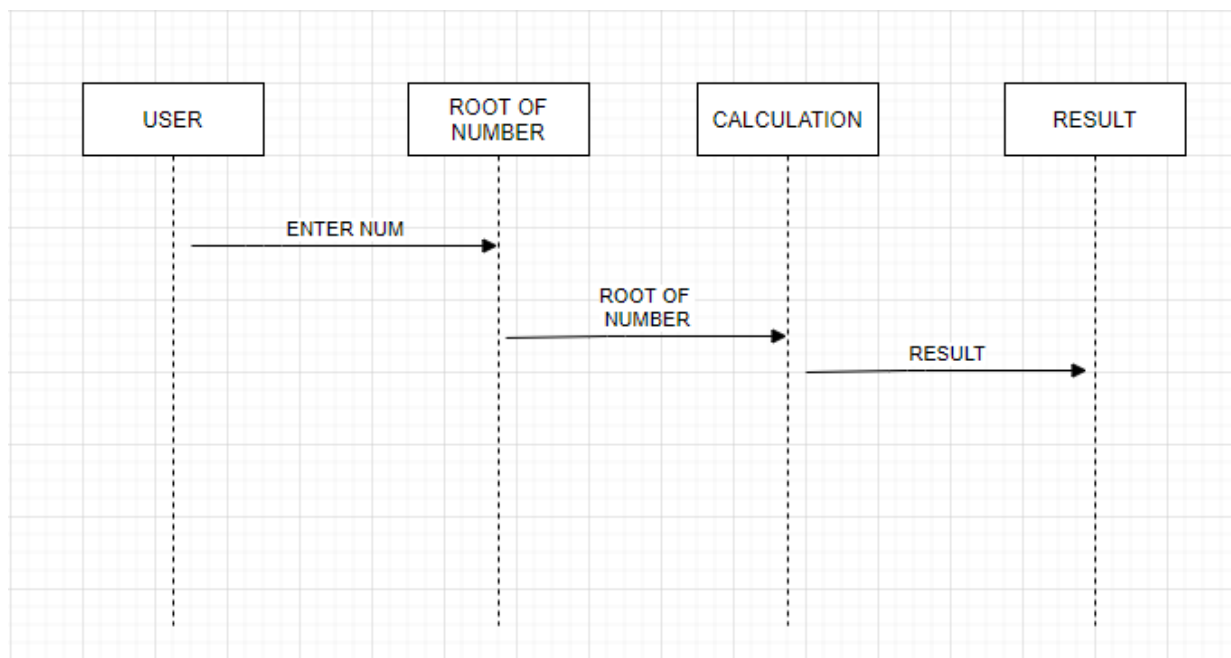 USER
ROOT OF
NUMBER
CALCULATION
RESULT
ENTER NUM
ROOT OF
NUMBER
RESULT